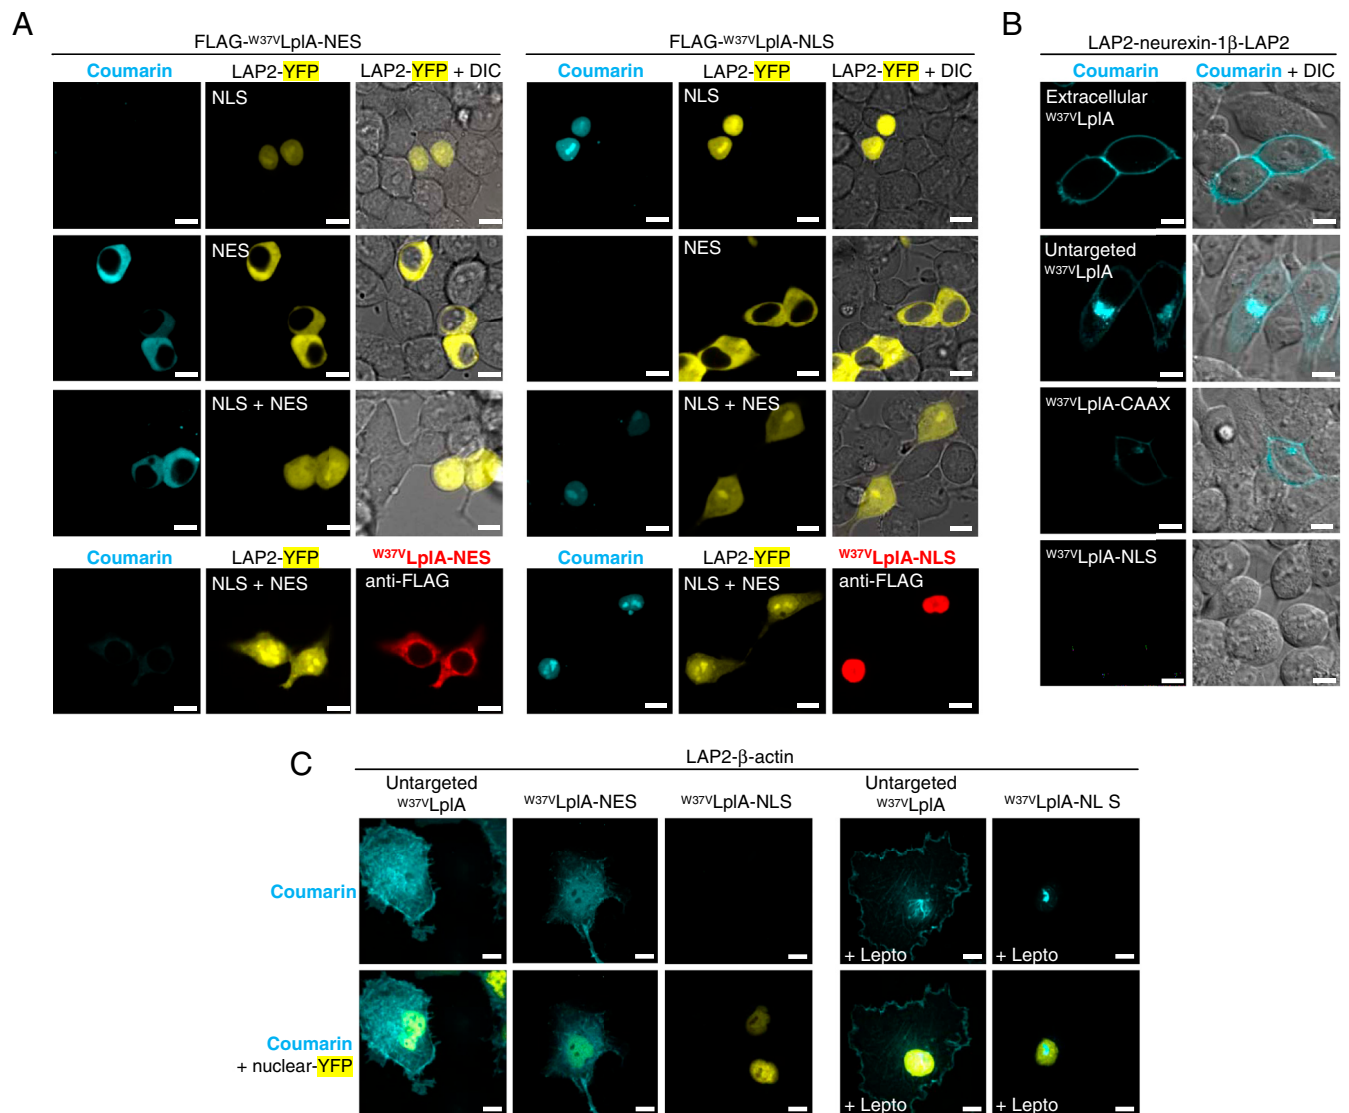 A
FLAG-W37VLplA-NES
FLAG-W37VLplA-NLS
Coumarin LAP2-YFP LAP2-YFP + DIC
Coumarin LAP2-YFP LAP2-YFP + DIC
NLS
NLS
NES
NES
NLS + NES
NLS + NES
Coumarin LAP2-YFP W37VLplA-NES
Coumarin LAP2-YFP W37VLplA-NLS
NLS + NES anti-FLAG
NLS + NES anti-FLAG
B
LAP2-neurexin-1β-LAP2
Coumarin Coumarin + DIC
Extracellular
W37VLplA
Untargeted
W37VLplA
W37VLplA-CAAX
W37VLplA-NLS
C
LAP2-β-actin
Untargeted
W37VLplA
W37VLplA-NES
W37VLplA-NLS
Untargeted
W37VLplA
W37VLplA-NL S
Coumarin
+ Lepto
+ Lepto
Coumarin
+ nuclear-YFP
+ Lepto
+ Lepto